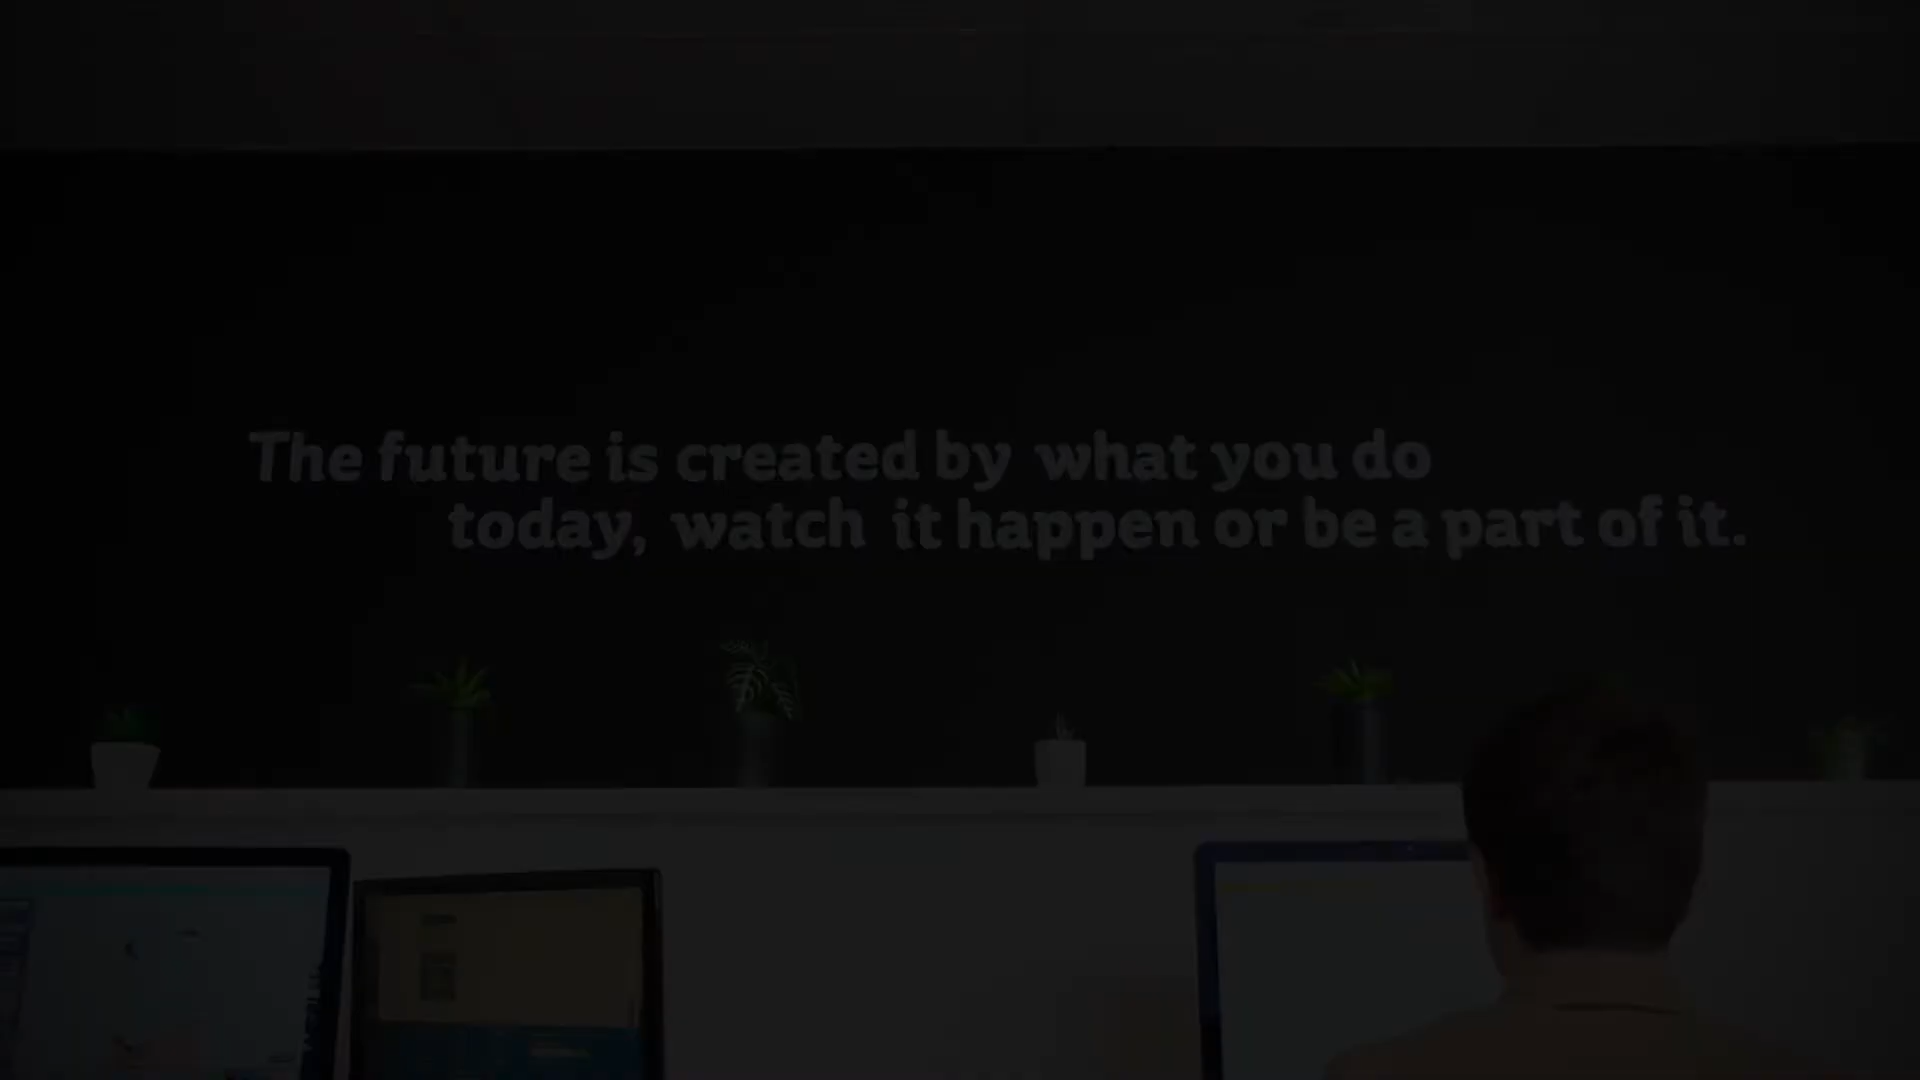 The future is created by what you do
today, watch it happen or be a part of it.